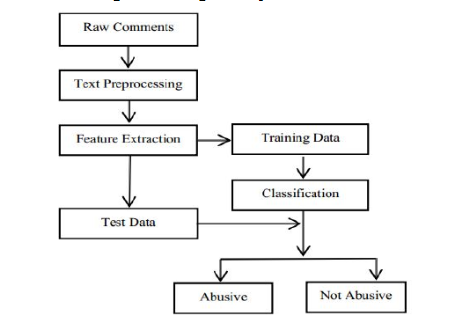 Raw Comments
Text Preprocessing
Feature Extraction
Training Data
Classification
Test Data
Abusive
Not Abusive